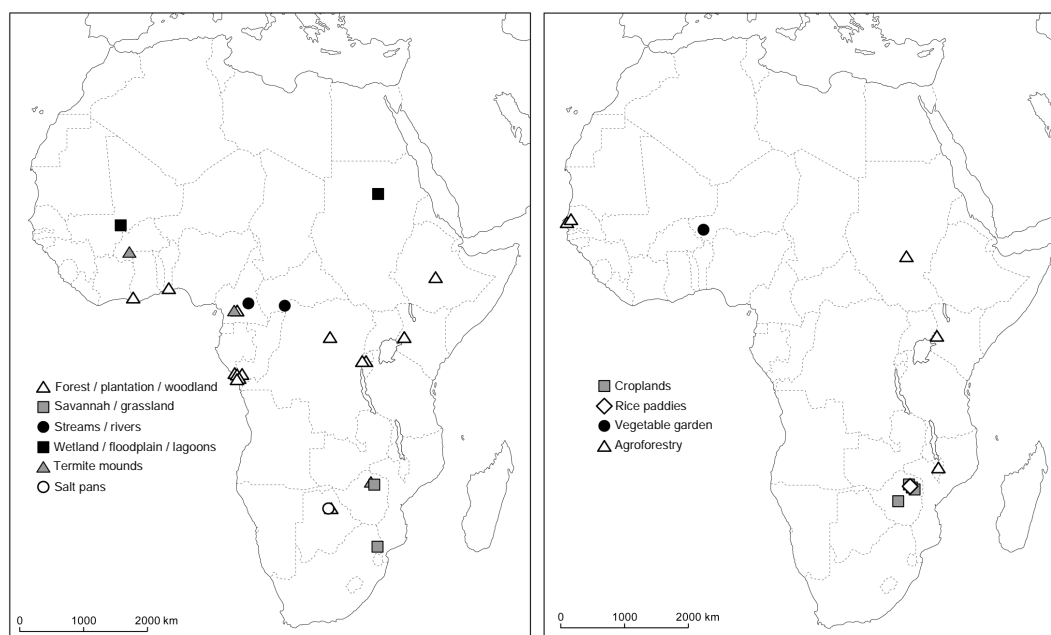 Forest / plantation / woodland
Savannah / grassland
Streams / rivers
Wetland / floodplain / lagoons
Termite mounds
Salt pans
0 1000 2000 km
Croplands
Rice paddies
Vegetable garden
Agroforestry
0 1000 2000 km